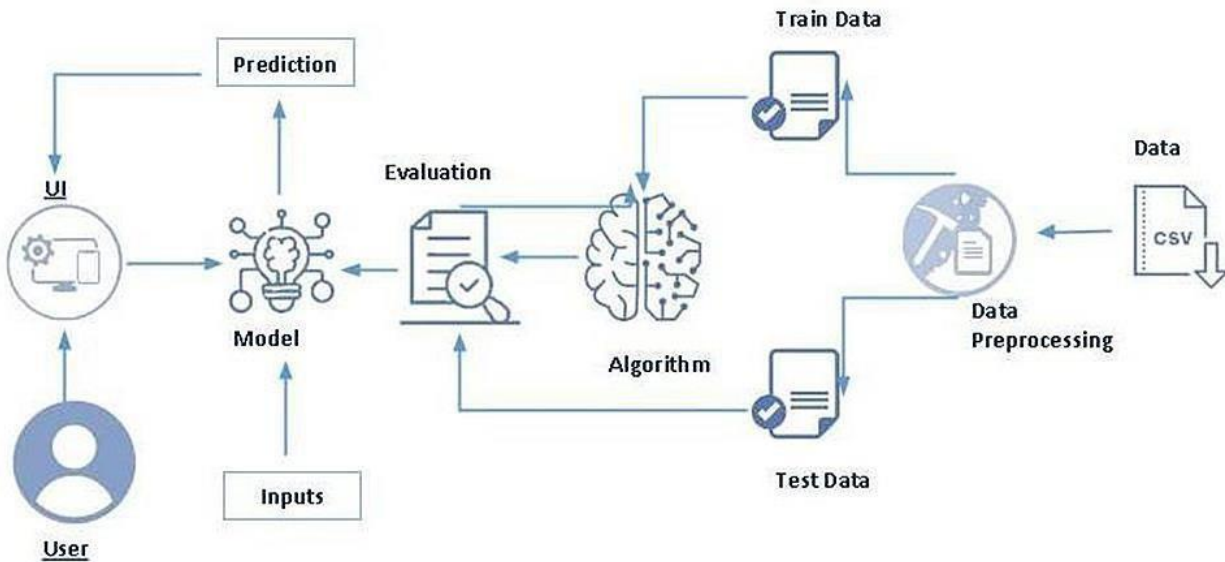 Train Data
Prediction
Data
Evaluation
UI
CSV
Model
Data
Preprocessing
Algorithm
Test Data
Inputs
User